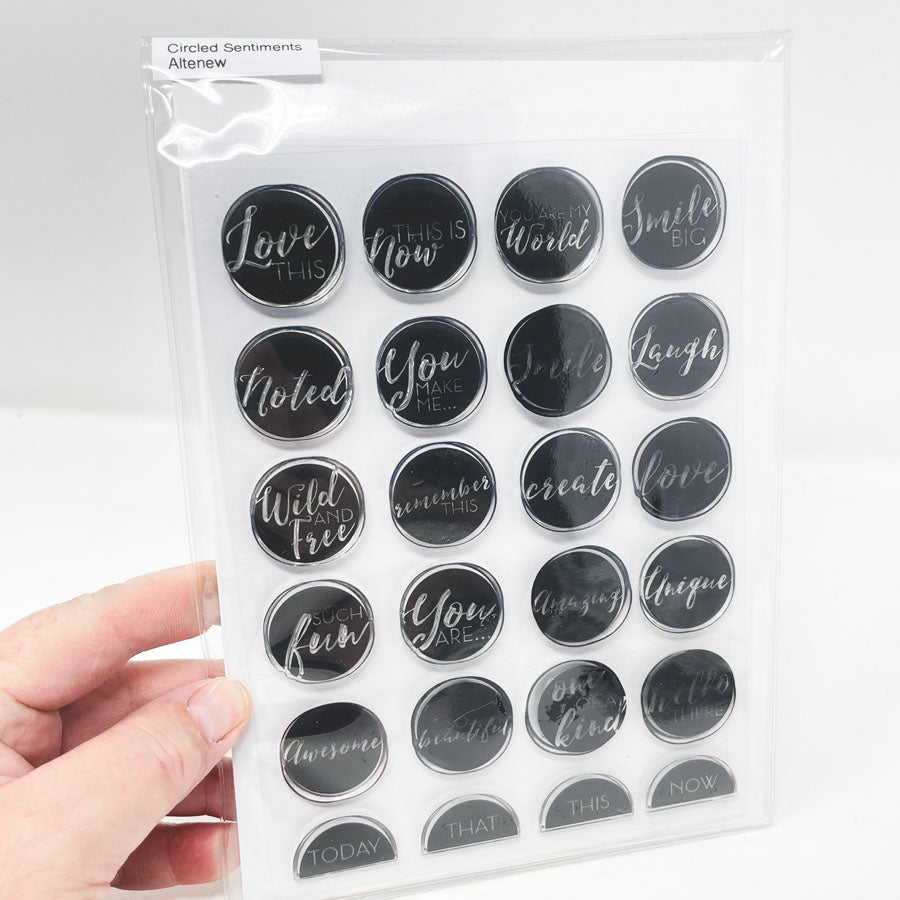 Circled Sentiments
Altenew
Love
THIS
THIS IS
Now
YOU ARE MY
World
Smile
BIG
Noted
You
MAKE
ME...
Smile
Laugh
Wild
AND
Free
remember
THIS
create
love
SUCH
fun
You
ARE...
Amazing
Unique
Awesome
beautiful
one
kind
hello
THERE
TODAY
THAT
THIS
NOW